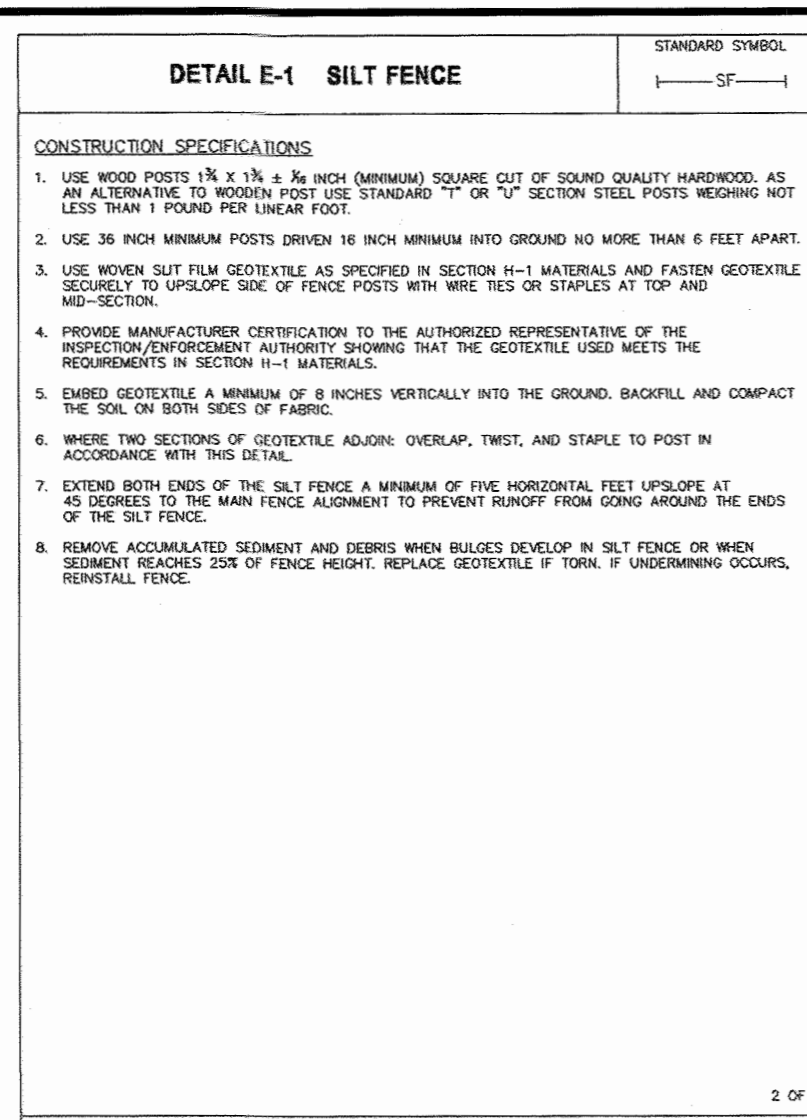 STANDARD SYMBOL
DETAIL E-1 SILT FENCE
SF
CONSTRUCTION SPECIFICATIONS
1. USE WOOD POSTS 1¾ X 1¾ ± 1⁄16 INCH (MINIMUM) SQUARE CUT OF SOUND QUALITY HARDWOOD. AS
AN ALTERNATIVE TO WOODEN POST USE STANDARD "T" OR "U" SECTION STEEL POSTS WEIGHING NOT
LESS THAN 1 POUND PER LINEAR FOOT.
2. USE 36 INCH MINIMUM POSTS DRIVEN 16 INCH MINIMUM INTO GROUND NO MORE THAN 6 FEET APART.
3. USE WOVEN SLIT FILM GEOTEXTILE AS SPECIFIED IN SECTION H-1 MATERIALS AND FASTEN GEOTEXTILE
SECURELY TO UPSLOPE SIDE OF FENCE POSTS WITH WIRE TIES OR STAPLES AT TOP AND
MID-SECTION.
4. PROVIDE MANUFACTURER CERTIFICATION TO THE AUTHORIZED REPRESENTATIVE OF THE
INSPECTION/ENFORCEMENT AUTHORITY SHOWING THAT THE GEOTEXTILE USED MEETS THE
REQUIREMENTS IN SECTION H-1 MATERIALS.
5. EMBED GEOTEXTILE A MINIMUM OF 8 INCHES VERTICALLY INTO THE GROUND. BACKFILL AND COMPACT
THE SOIL ON BOTH SIDES OF FABRIC.
6. WHERE TWO SECTIONS OF GEOTEXTILE ADJOIN: OVERLAP, TWIST, AND STAPLE TO POST IN
ACCORDANCE WITH THIS DETAIL.
7. EXTEND BOTH ENDS OF THE SILT FENCE A MINIMUM OF FIVE HORIZONTAL FEET UPSLOPE AT
45 DEGREES TO THE MAIN FENCE ALIGNMENT TO PREVENT RUNOFF FROM GOING AROUND THE ENDS
OF THE SILT FENCE.
8. REMOVE ACCUMULATED SEDIMENT AND DEBRIS WHEN BULGES DEVELOP IN SILT FENCE OR WHEN
SEDIMENT REACHES 25% OF FENCE HEIGHT. REPLACE GEOTEXTILE IF TORN. IF UNDERMINING OCCURS,
REINSTALL FENCE.
2 OF